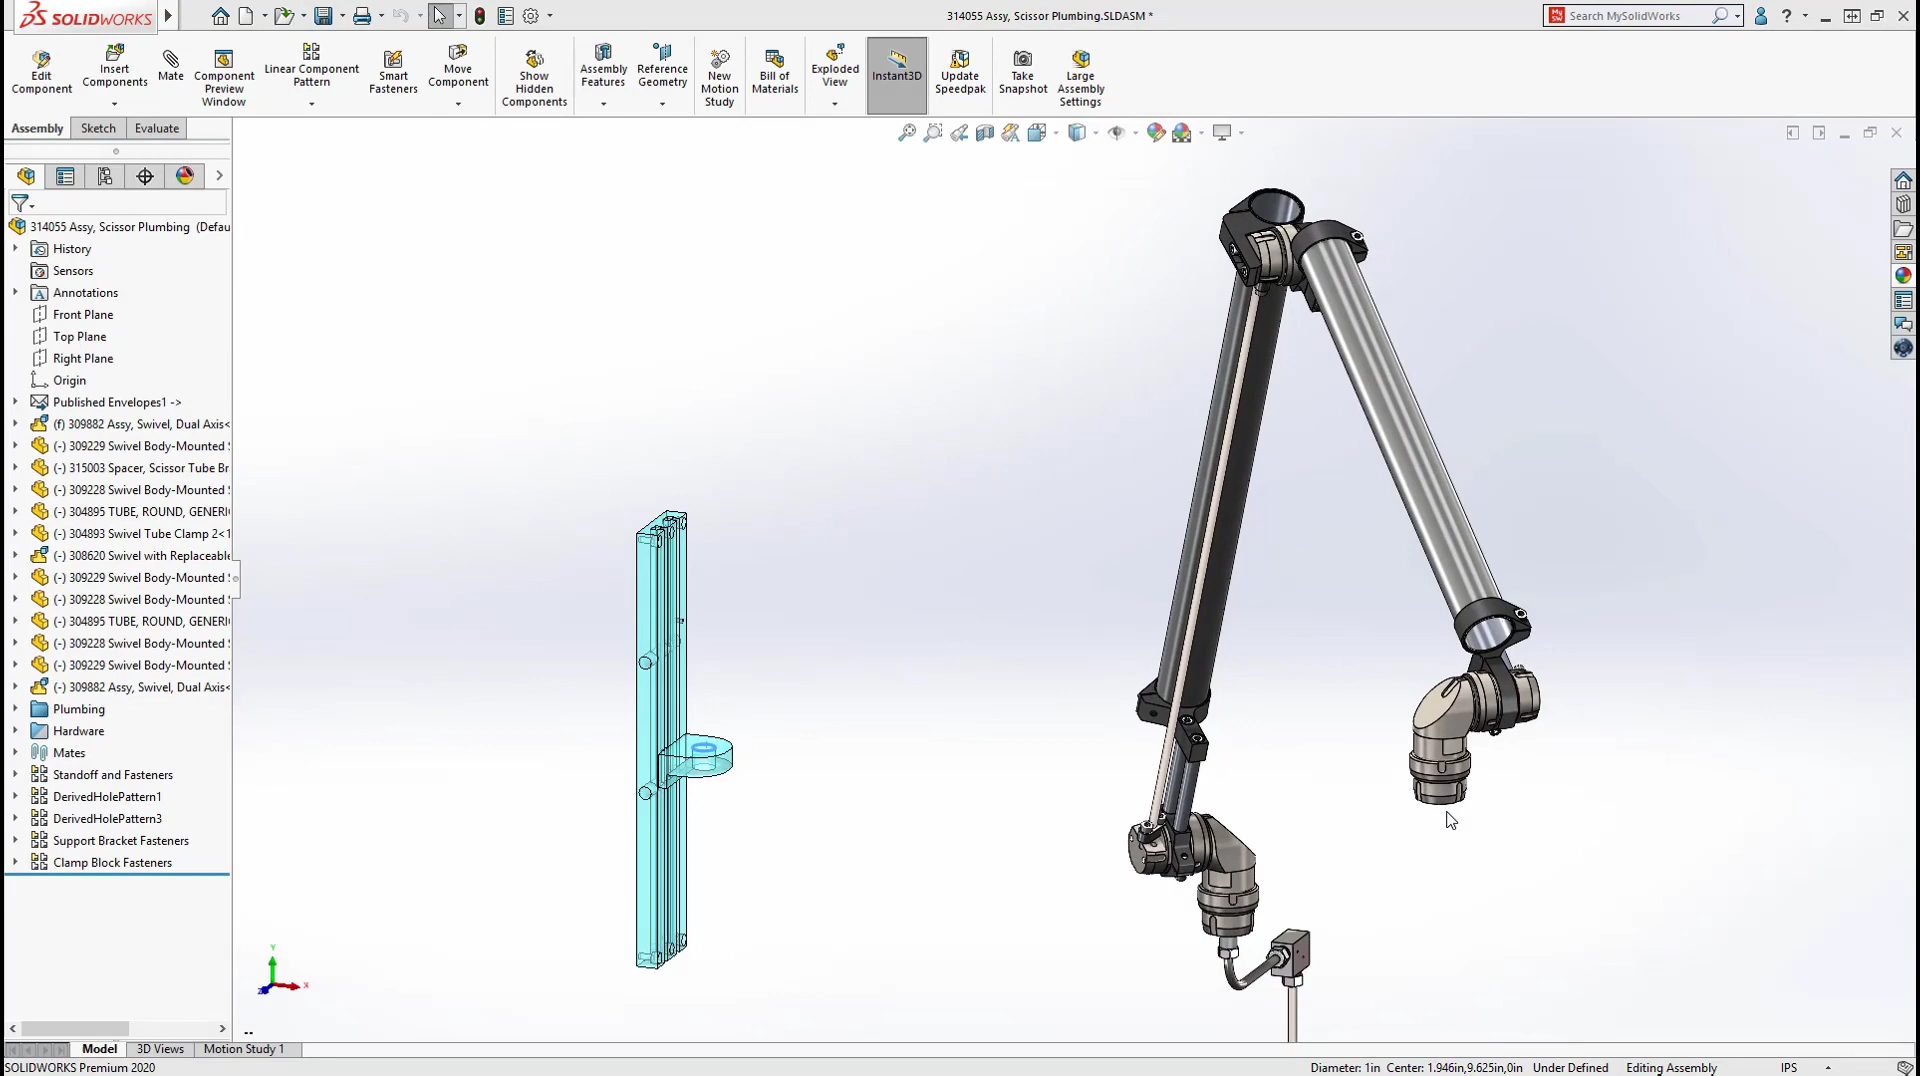 SOLIDWORKS
314055 Assy, Scissor Plumbing.SLDASM *
Search MySolidWorks
Edit Component
Insert Components
Mate
Component Preview Window
Linear Component Pattern
Smart Fasteners
Move Component
Show Hidden Components
Assembly Features
Reference Geometry
New Motion Study
Bill of Materials
Exploded View
Instant3D
Update Speedpak
Take Snapshot
Large Assembly Settings
Assembly
Sketch
Evaluate
314055 Assy, Scissor Plumbing (Defau
History
Sensors
Annotations
Front Plane
Top Plane
Right Plane
Origin
Published Envelopes1 ->
(f) 309882 Assy, Swivel, Dual Axis<
(-) 309229 Swivel Body-Mounted
(-) 315003 Spacer, Scissor Tube Br
(-) 309228 Swivel Body-Mounted
(-) 304895 TUBE, ROUND, GENERI
(-) 304893 Swivel Tube Clamp 2<1
(-) 308620 Swivel with Replaceable
(-) 309229 Swivel Body-Mounted
(-) 309228 Swivel Body-Mounted
(-) 304895 TUBE, ROUND, GENERI
(-) 309228 Swivel Body-Mounted
(-) 309229 Swivel Body-Mounted
(-) 309882 Assy, Swivel, Dual Axis<
Plumbing
Hardware
Mates
Standoff and Fasteners
DerivedHolePattern1
DerivedHolePattern3
Support Bracket Fasteners
Clamp Block Fasteners
Y
X
Z
--
Model
3D Views
Motion Study 1
SOLIDWORKS Premium 2020
Diameter: 1in Center: 1.946in,9.625in,0in
Under Defined
Editing Assembly
IPS